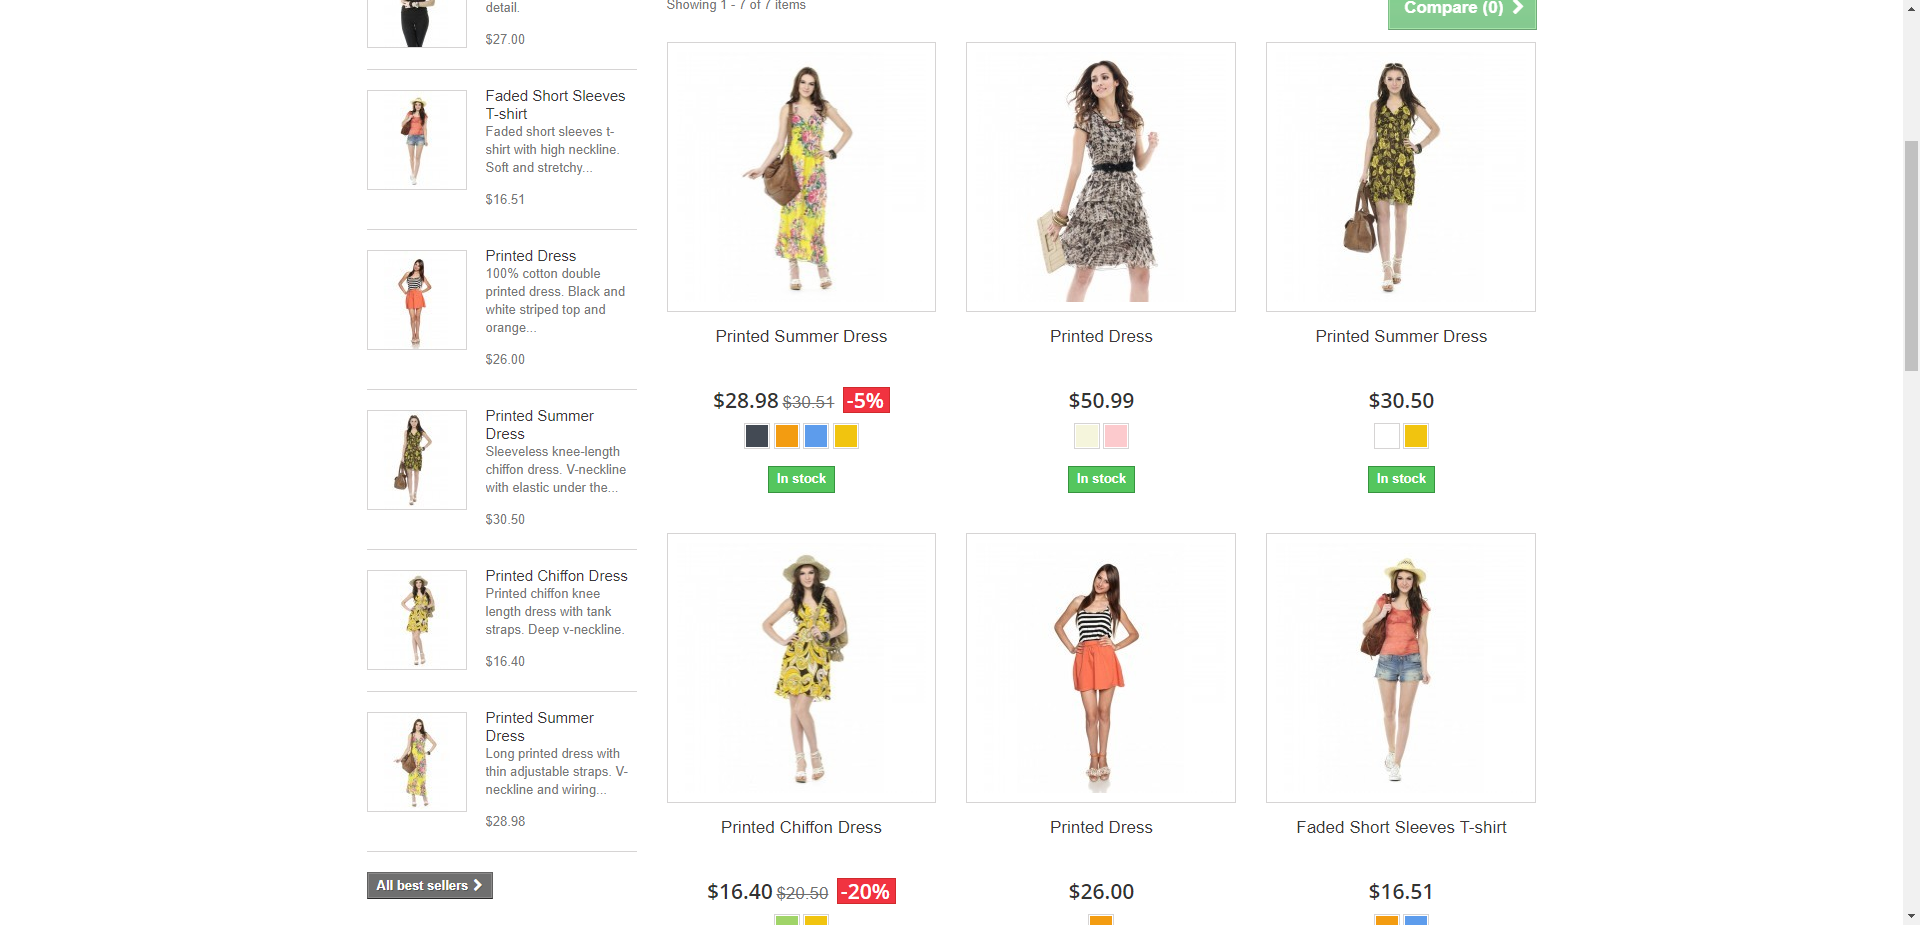 detail.
$27.00
Faded Short Sleeves
T-shirt
Faded short sleeves t-
shirt with high neckline.
Soft and stretchy...
$16.51
Printed Dress
100% cotton double
printed dress. Black and
white striped top and
orange...
$26.00
Printed Summer
Dress
Sleeveless knee-length
chiffon dress. V-neckline
with elastic under the...
$30.50
Printed Chiffon Dress
Printed chiffon knee
length dress with tank
straps. Deep v-neckline.
$16.40
Printed Summer
Dress
Long printed dress with
thin adjustable straps. V-
neckline and wiring...
$28.98
All best sellers
Showing 1 - 7 of 7 items
Compare (0)
Printed Summer Dress
$28.98 $30.51 -5%
In stock
Printed Dress
$50.99
In stock
Printed Summer Dress
$30.50
In stock
Printed Chiffon Dress
$16.40 $20.50 -20%
Printed Dress
$26.00
Faded Short Sleeves T-shirt
$16.51